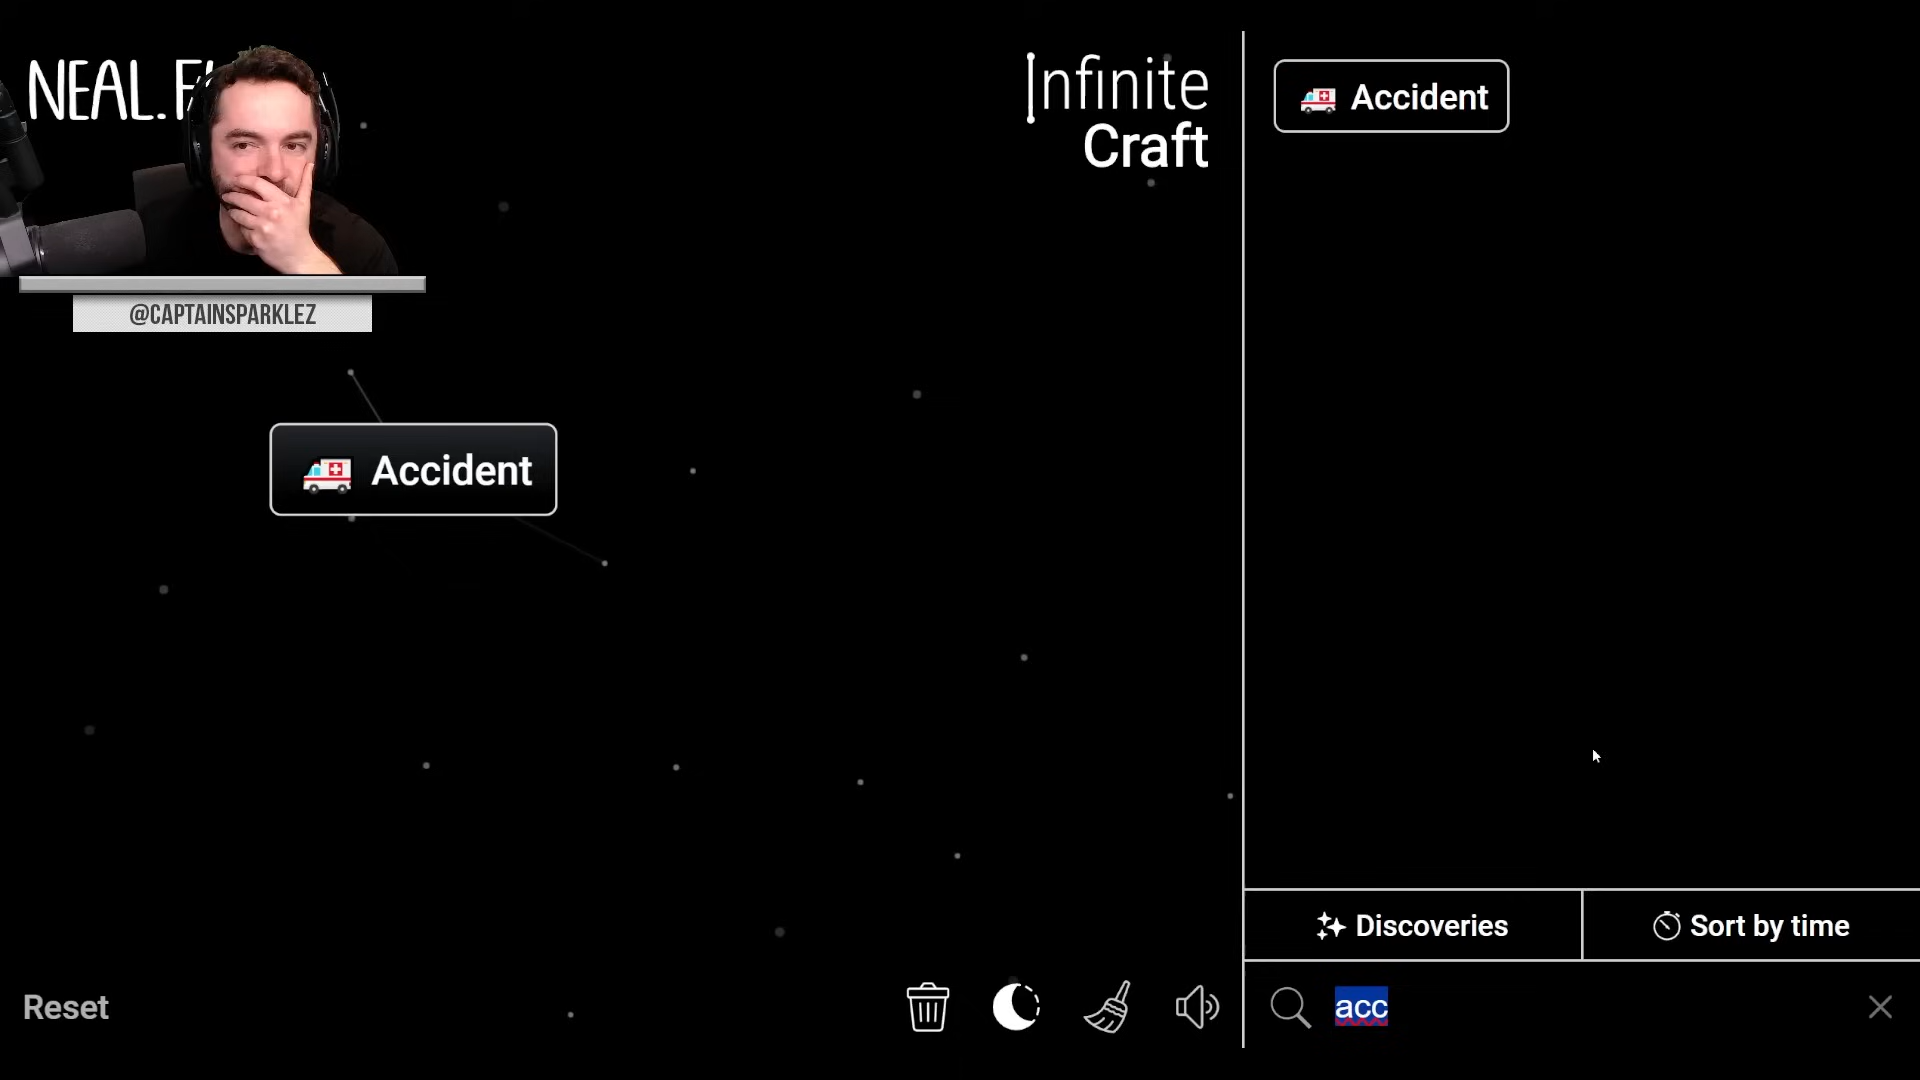 NEAL.F
Infinite
Craft
Accident
@CAPTAINSPARKLEZ
Accident
Discoveries
Sort by time
Reset
acc